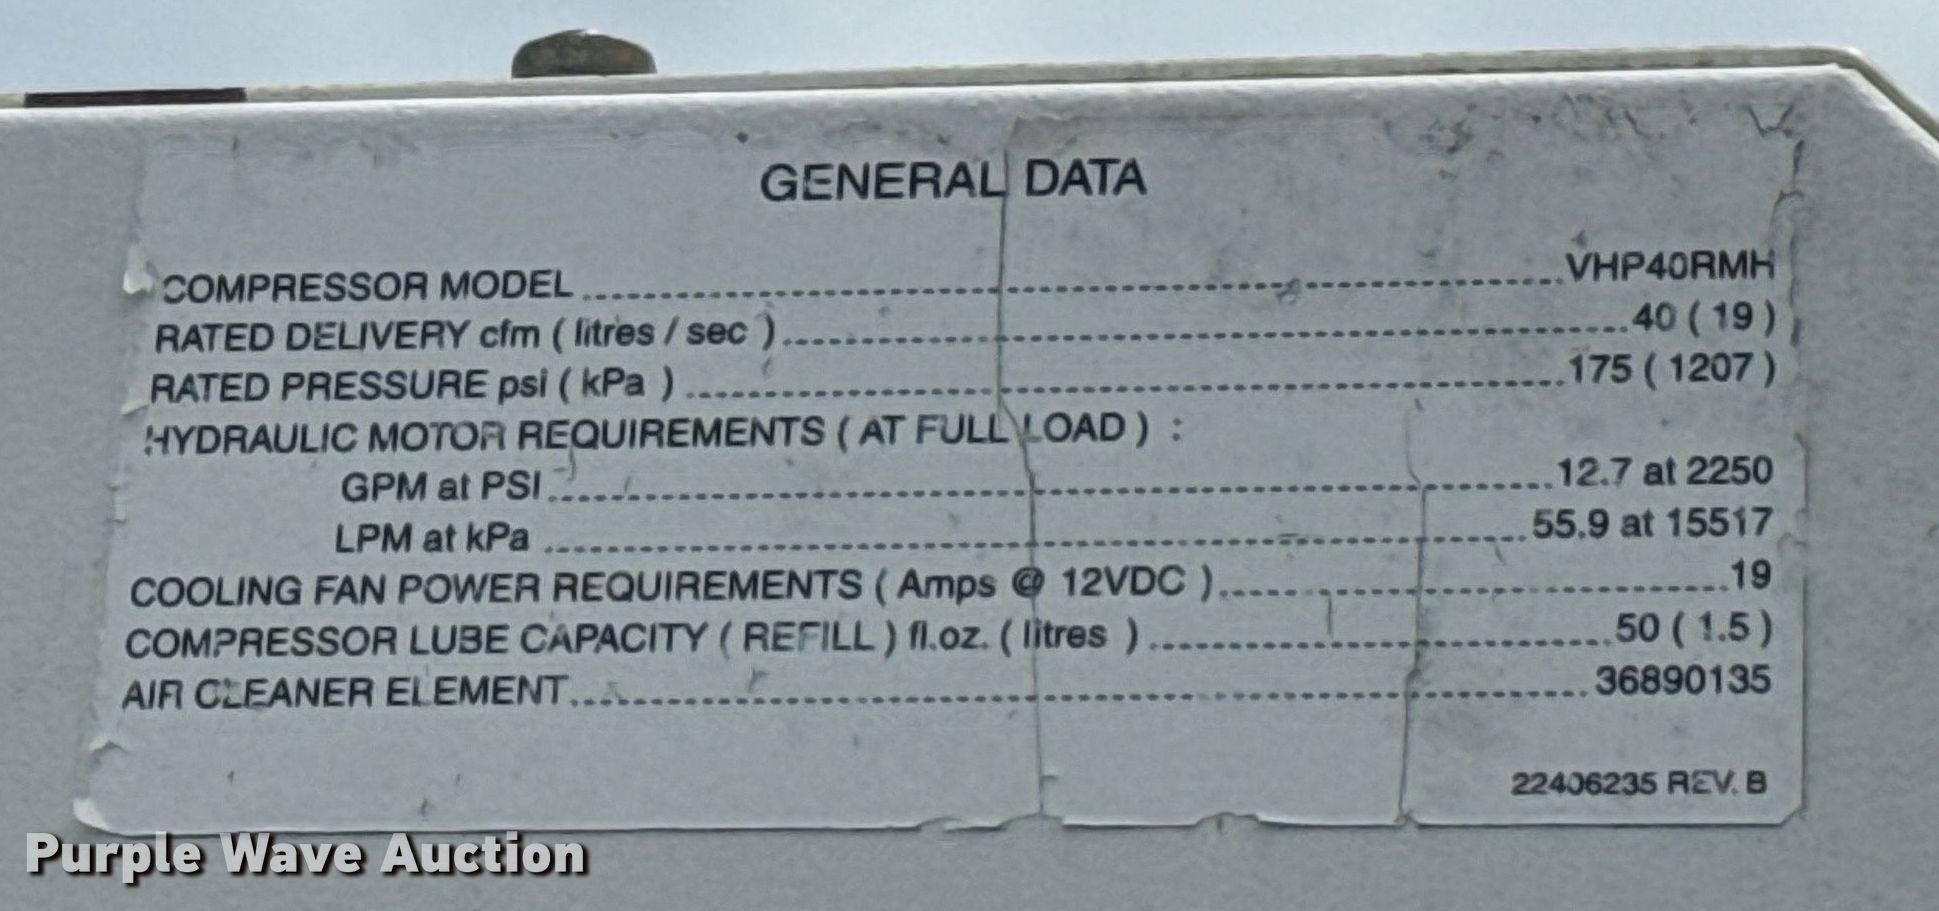 GENERAL DATA
COMPRESSOR MODEL VHP40RMH
RATED DELIVERY cfm ( litres / sec ) 40 ( 19 )
RATED PRESSURE psi ( kPa ) 175 ( 1207 )
HYDRAULIC MOTOR REQUIREMENTS ( AT FULL LOAD ) :
GPM at PSI 12.7 at 2250
LPM at kPa 55.9 at 15517
COOLING FAN POWER REQUIREMENTS ( Amps @ 12VDC ) 19
COMPRESSOR LUBE CAPACITY ( REFILL ) fl.oz. ( litres ) 50 ( 1.5 )
AIR CLEANER ELEMENT 36890135
22406235 REV. B
Purple Wave Auction